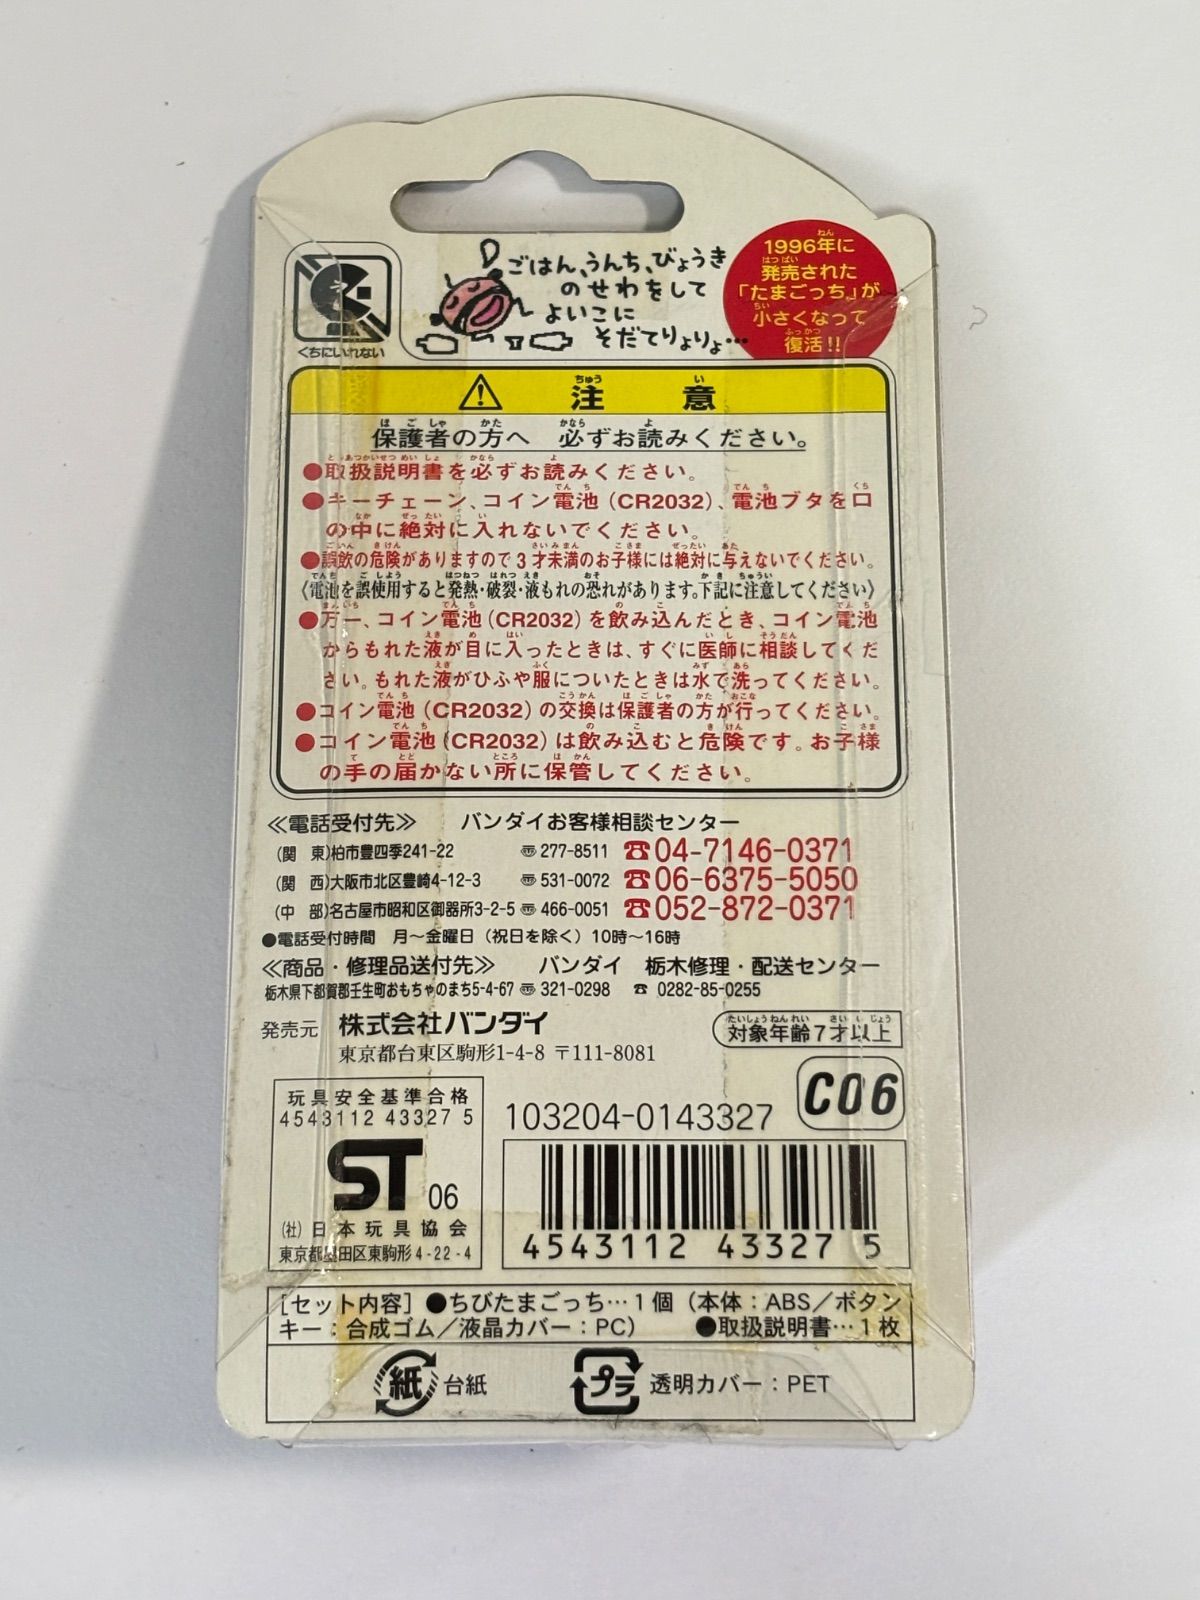 ごはん、うんち、びょうき
のせわをして
よいこに
そだてりょりょ…
くちにいれない
1996年に
発売された
「たまごっち」が
小さくなって
復活!!
注意
保護者の方へ 必ずお読みください。
●取扱説明書を必ずお読みください。
●キーチェーン、コイン電池(CR2032)、電池ブタを口
の中に絶対に入れないでください。
●誤飲の危険がありますので3才未満のお子様には絶対に与えないでください。
〈電池を誤使用すると発熱・破裂・液もれの恐れがあります。下記に注意してください〉
●万一、コイン電池(CR2032)を飲み込んだとき、コイン電池
からもれた液が目に入ったときは、すぐに医師に相談してくだ
さい。もれた液がひふや服についたときは水で洗ってください。
●コイン電池(CR2032)の交換は保護者の方が行ってください。
●コイン電池(CR2032)は飲み込むと危険です。お子様
の手の届かない所に保管してください。
≪電話受付先≫ バンダイお客様相談センター
(関 東)柏市豊四季241-22 〠277-8511 ☎04-7146-0371
(関 西)大阪市北区豊崎4-12-3 〠531-0072 ☎06-6375-5050
(中 部)名古屋市昭和区御器所3-2-5 〠466-0051 ☎052-872-0371
●電話受付時間 月〜金曜日(祝日を除く)10時〜16時
≪商品・修理品送付先≫ バンダイ 栃木修理・配送センター
栃木県下都賀郡壬生町おもちゃのまち5-4-67 〠321-0298 ☎0282-85-0255
発売元 株式会社バンダイ
東京都台東区駒形1-4-8 〒111-8081
対象年齢7才以上
C06
玩具安全基準合格
4543112 43327 5
ST 06
(社)日本玩具協会
東京都墨田区東駒形4-22-4
103204-0143327
4543112 43327 5
[セット内容]●ちびたまごっち…1個(本体:ABS/ボタン
キー:合成ゴム/液晶カバー:PC) ●取扱説明書…1枚
紙 台紙
プラ 透明カバー:PET